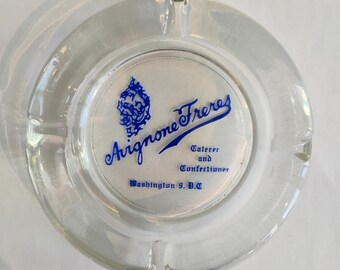 Avignone Freres
Caterer
and
Confectioner
Washington 9, D.C